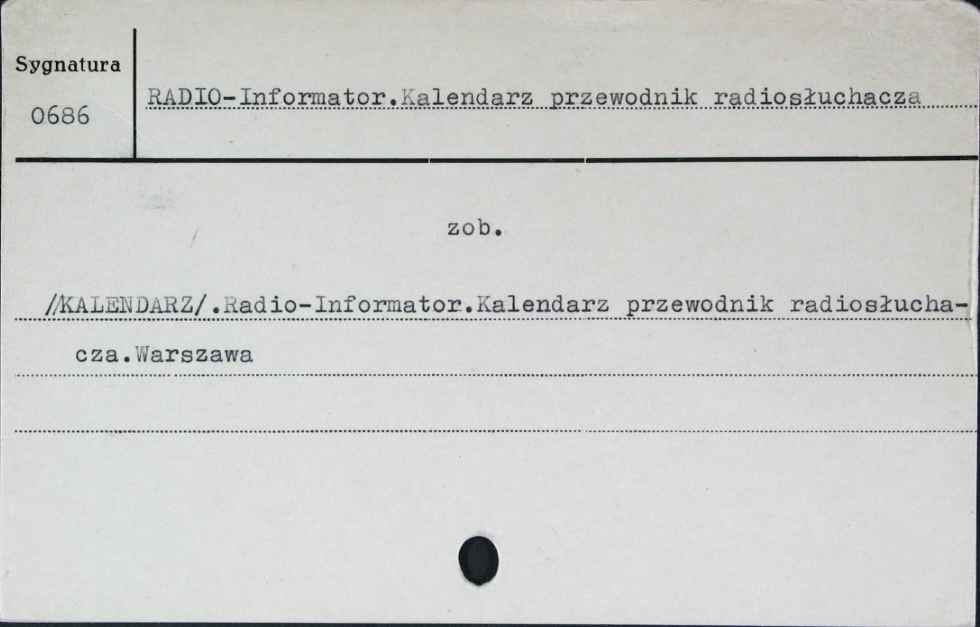 Sygnatura
0686
RADIO-Informator.Kalendarz przewodnik radiosłuchacza
zob.
//KALENDARZ/.Radio-Informator.Kalendarz przewodnik radiosłucha-
cza.Warszawa